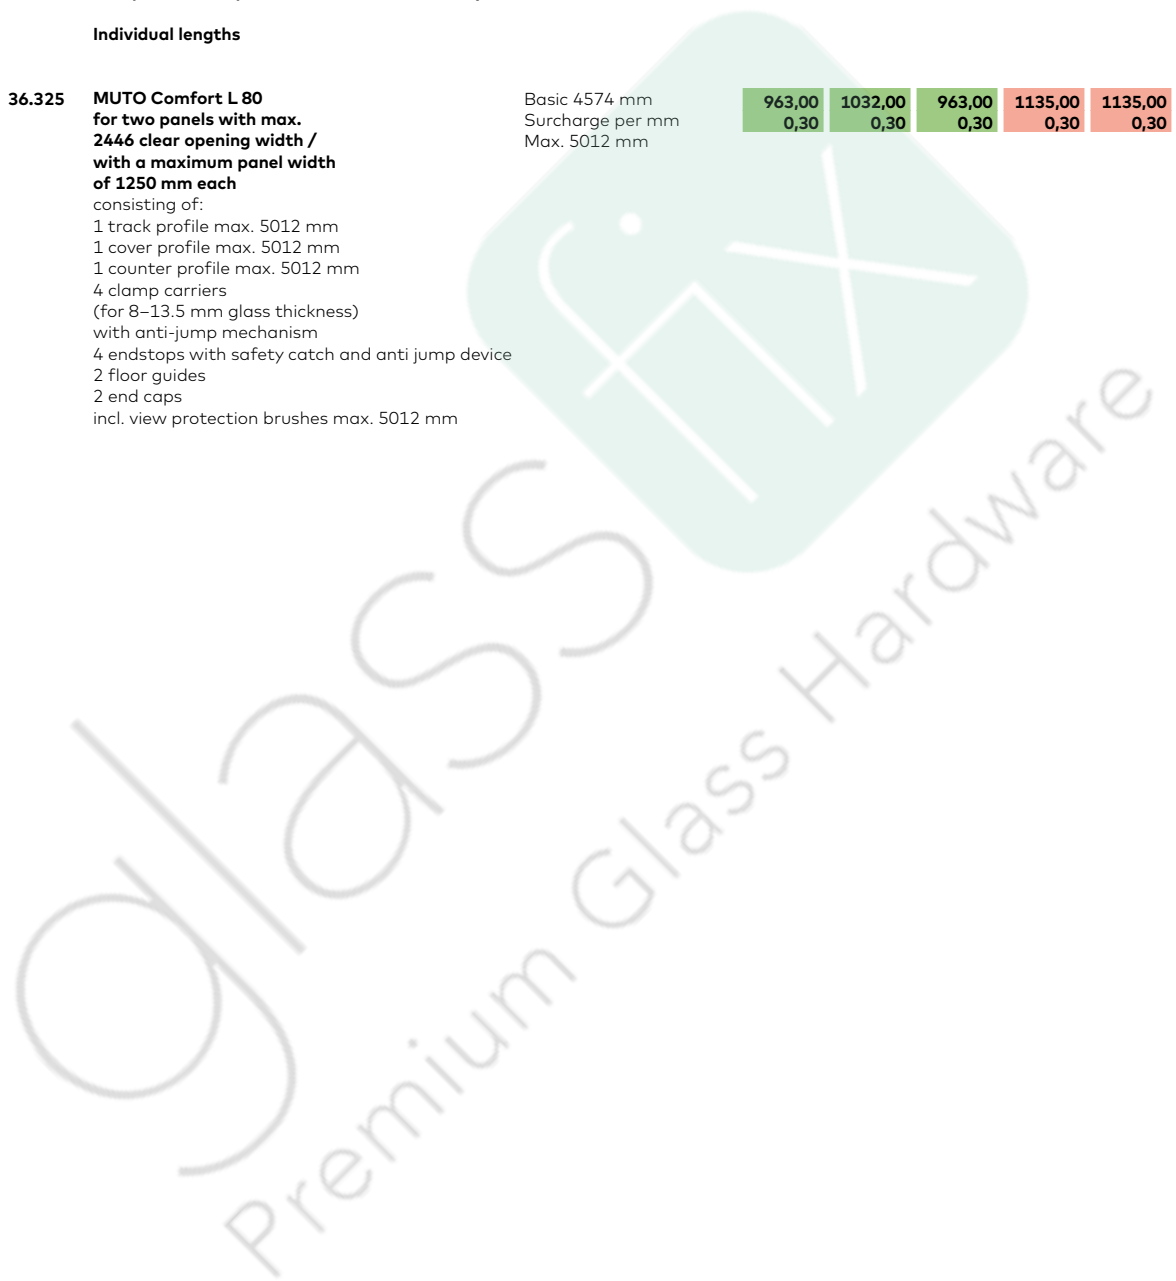 Individual lengths
36.325 MUTO Comfort L 80 Basic 4574 mm 963,00 1032,00 963,00 1135,00 1135,00
for two panels with max. Surcharge per mm 0,30 0,30 0,30 0,30 0,30
2446 clear opening width / Max. 5012 mm
with a maximum panel width
of 1250 mm each
consisting of:
1 track profile max. 5012 mm
1 cover profile max. 5012 mm
1 counter profile max. 5012 mm
4 clamp carriers
(for 8–13.5 mm glass thickness)
with anti-jump mechanism
4 endstops with safety catch and anti jump device
2 floor guides
2 end caps
incl. view protection brushes max. 5012 mm
glass fix
Premium Glass Hardware